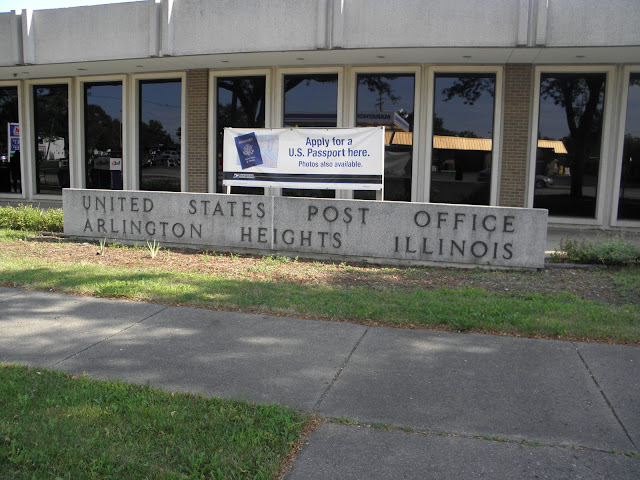 Apply for a
U.S. Passport here.
Photos also available.
UNITED STATES POST OFFICE
ARLINGTON HEIGHTS ILLINOIS